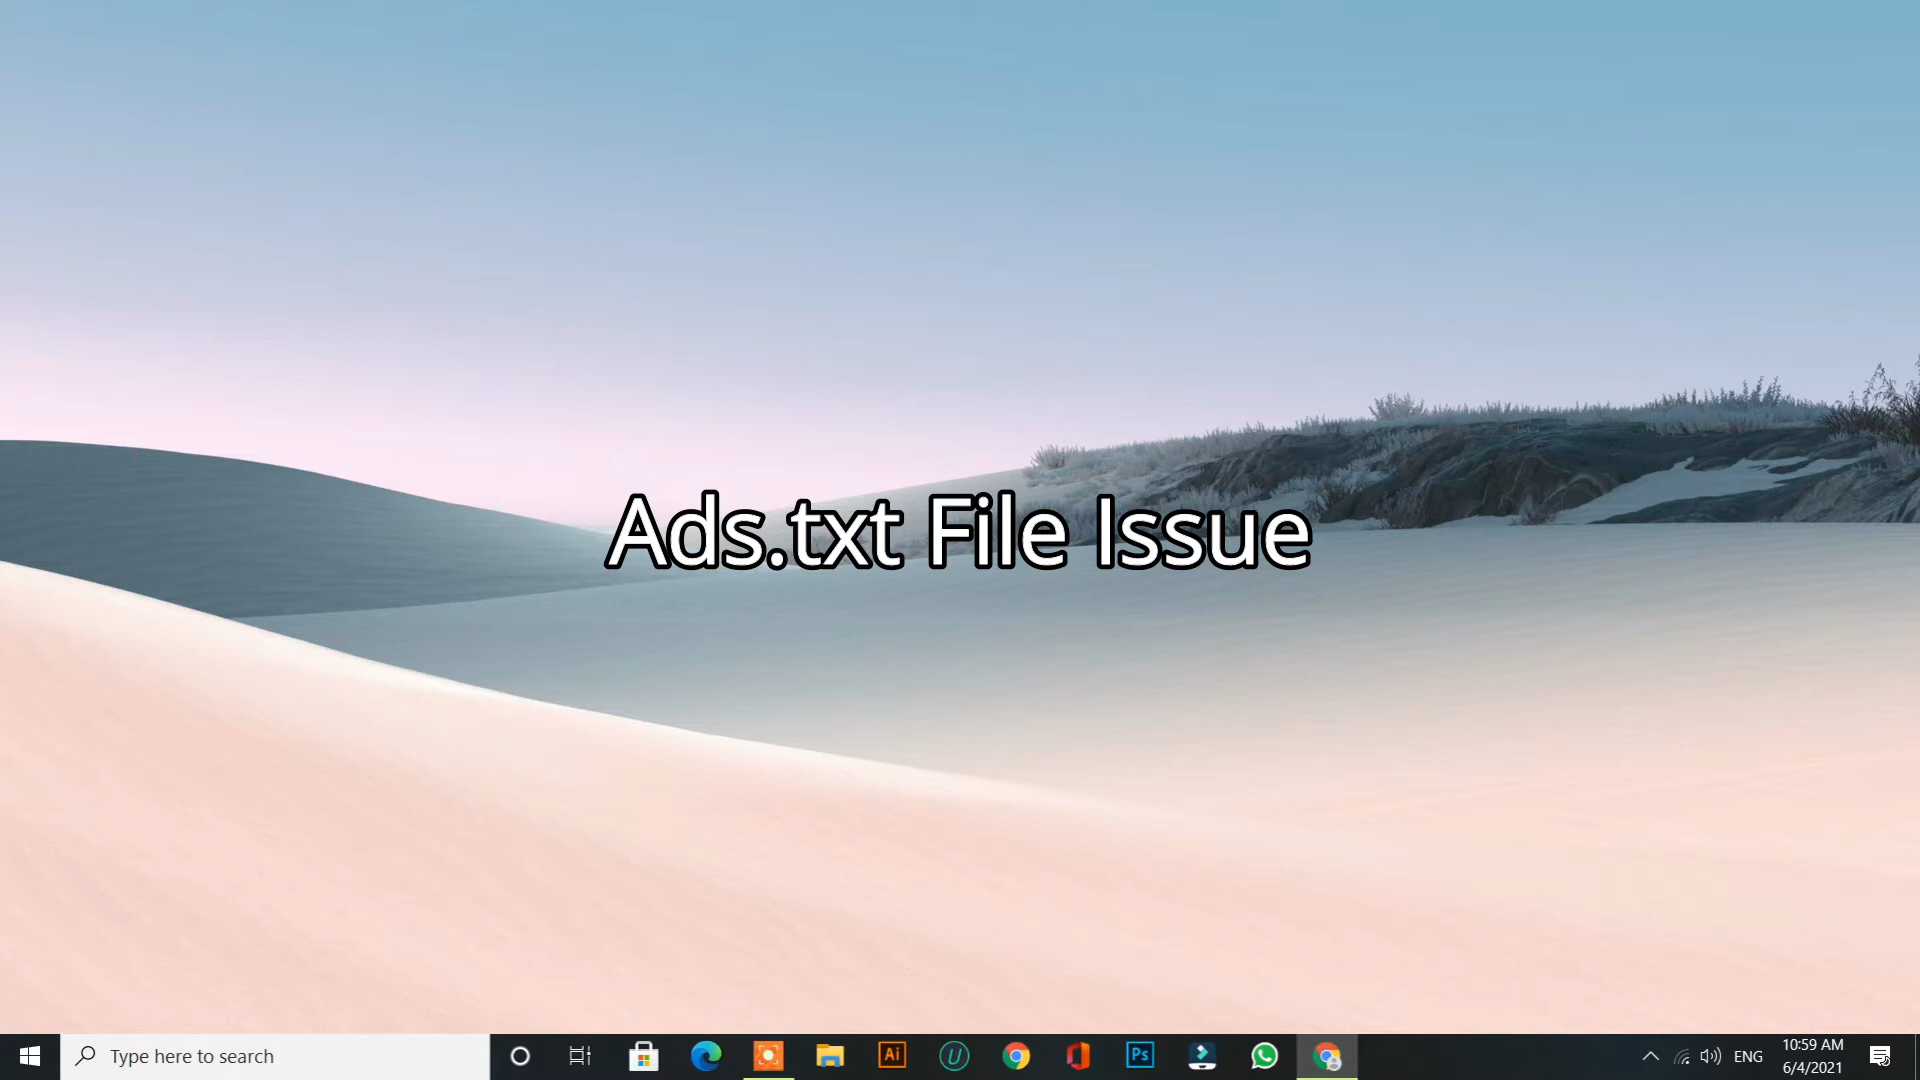 Ads.txt File Issue
Type here to search
Ai
U
Ps
ENG
10:59 AM
6/4/2021